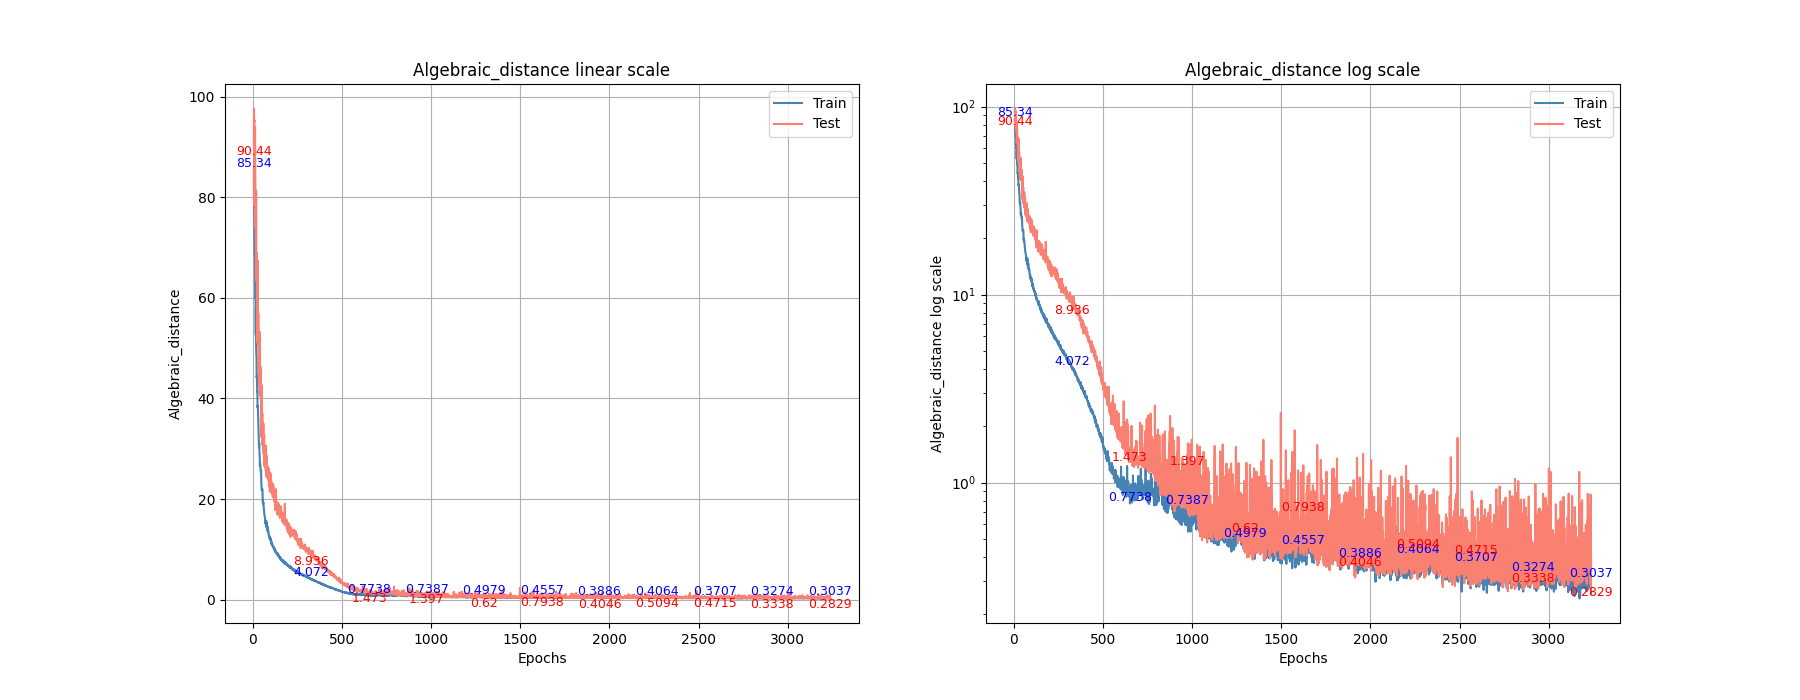 Algebraic_distance linear scale
100
80
60
40
20
0
Algebraic_distance
90.44
85.34
8.936
4.072
0.7738 0.7387 0.4979 0.4557 0.3886 0.4064 0.3707 0.3274 0.3037
1.473 1.397 0.62 0.7938 0.4046 0.5094 0.4715 0.3338 0.2829
Train
Test
0 500 1000 1500 2000 2500 3000
Epochs
Algebraic_distance log scale
10^2
10^1
10^0
Algebraic_distance log scale
85.34
90.44
8.936
4.072
1.473 1.397
0.7738 0.7387
0.62 0.7938
0.4979 0.4557
0.3886 0.4064 0.3707 0.3274 0.3037
0.4046 0.5094 0.4715 0.3338 0.2829
Train
Test
0 500 1000 1500 2000 2500 3000
Epochs